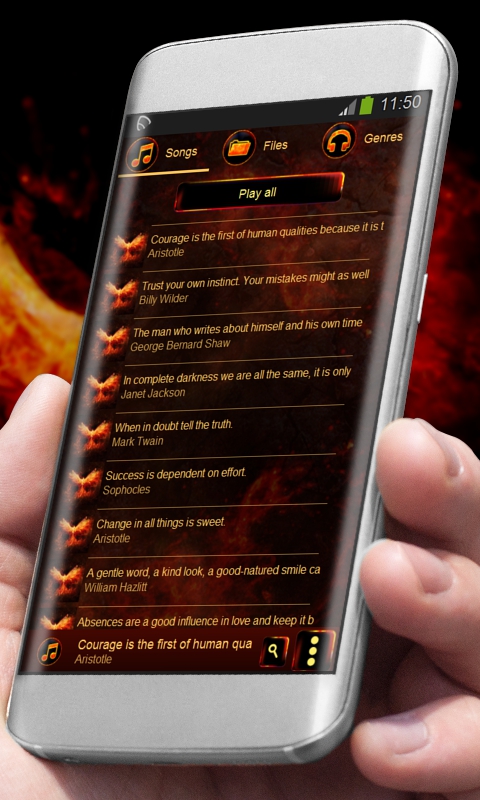 11:50
Songs
Files
Genres
Play all
Courage is the first of human qualities because it is t
Aristotle
Trust your own instinct. Your mistakes might as well
Billy Wilder
The man who writes about himself and his own time
George Bernard Shaw
In complete darkness we are all the same, it is only
Janet Jackson
When in doubt tell the truth.
Mark Twain
Success is dependent on effort.
Sophocles
Change in all things is sweet.
Aristotle
A gentle word, a kind look, a good-natured smile ca
William Hazlitt
Absences are a good influence in love and keep it b
Courage is the first of human qua
Aristotle